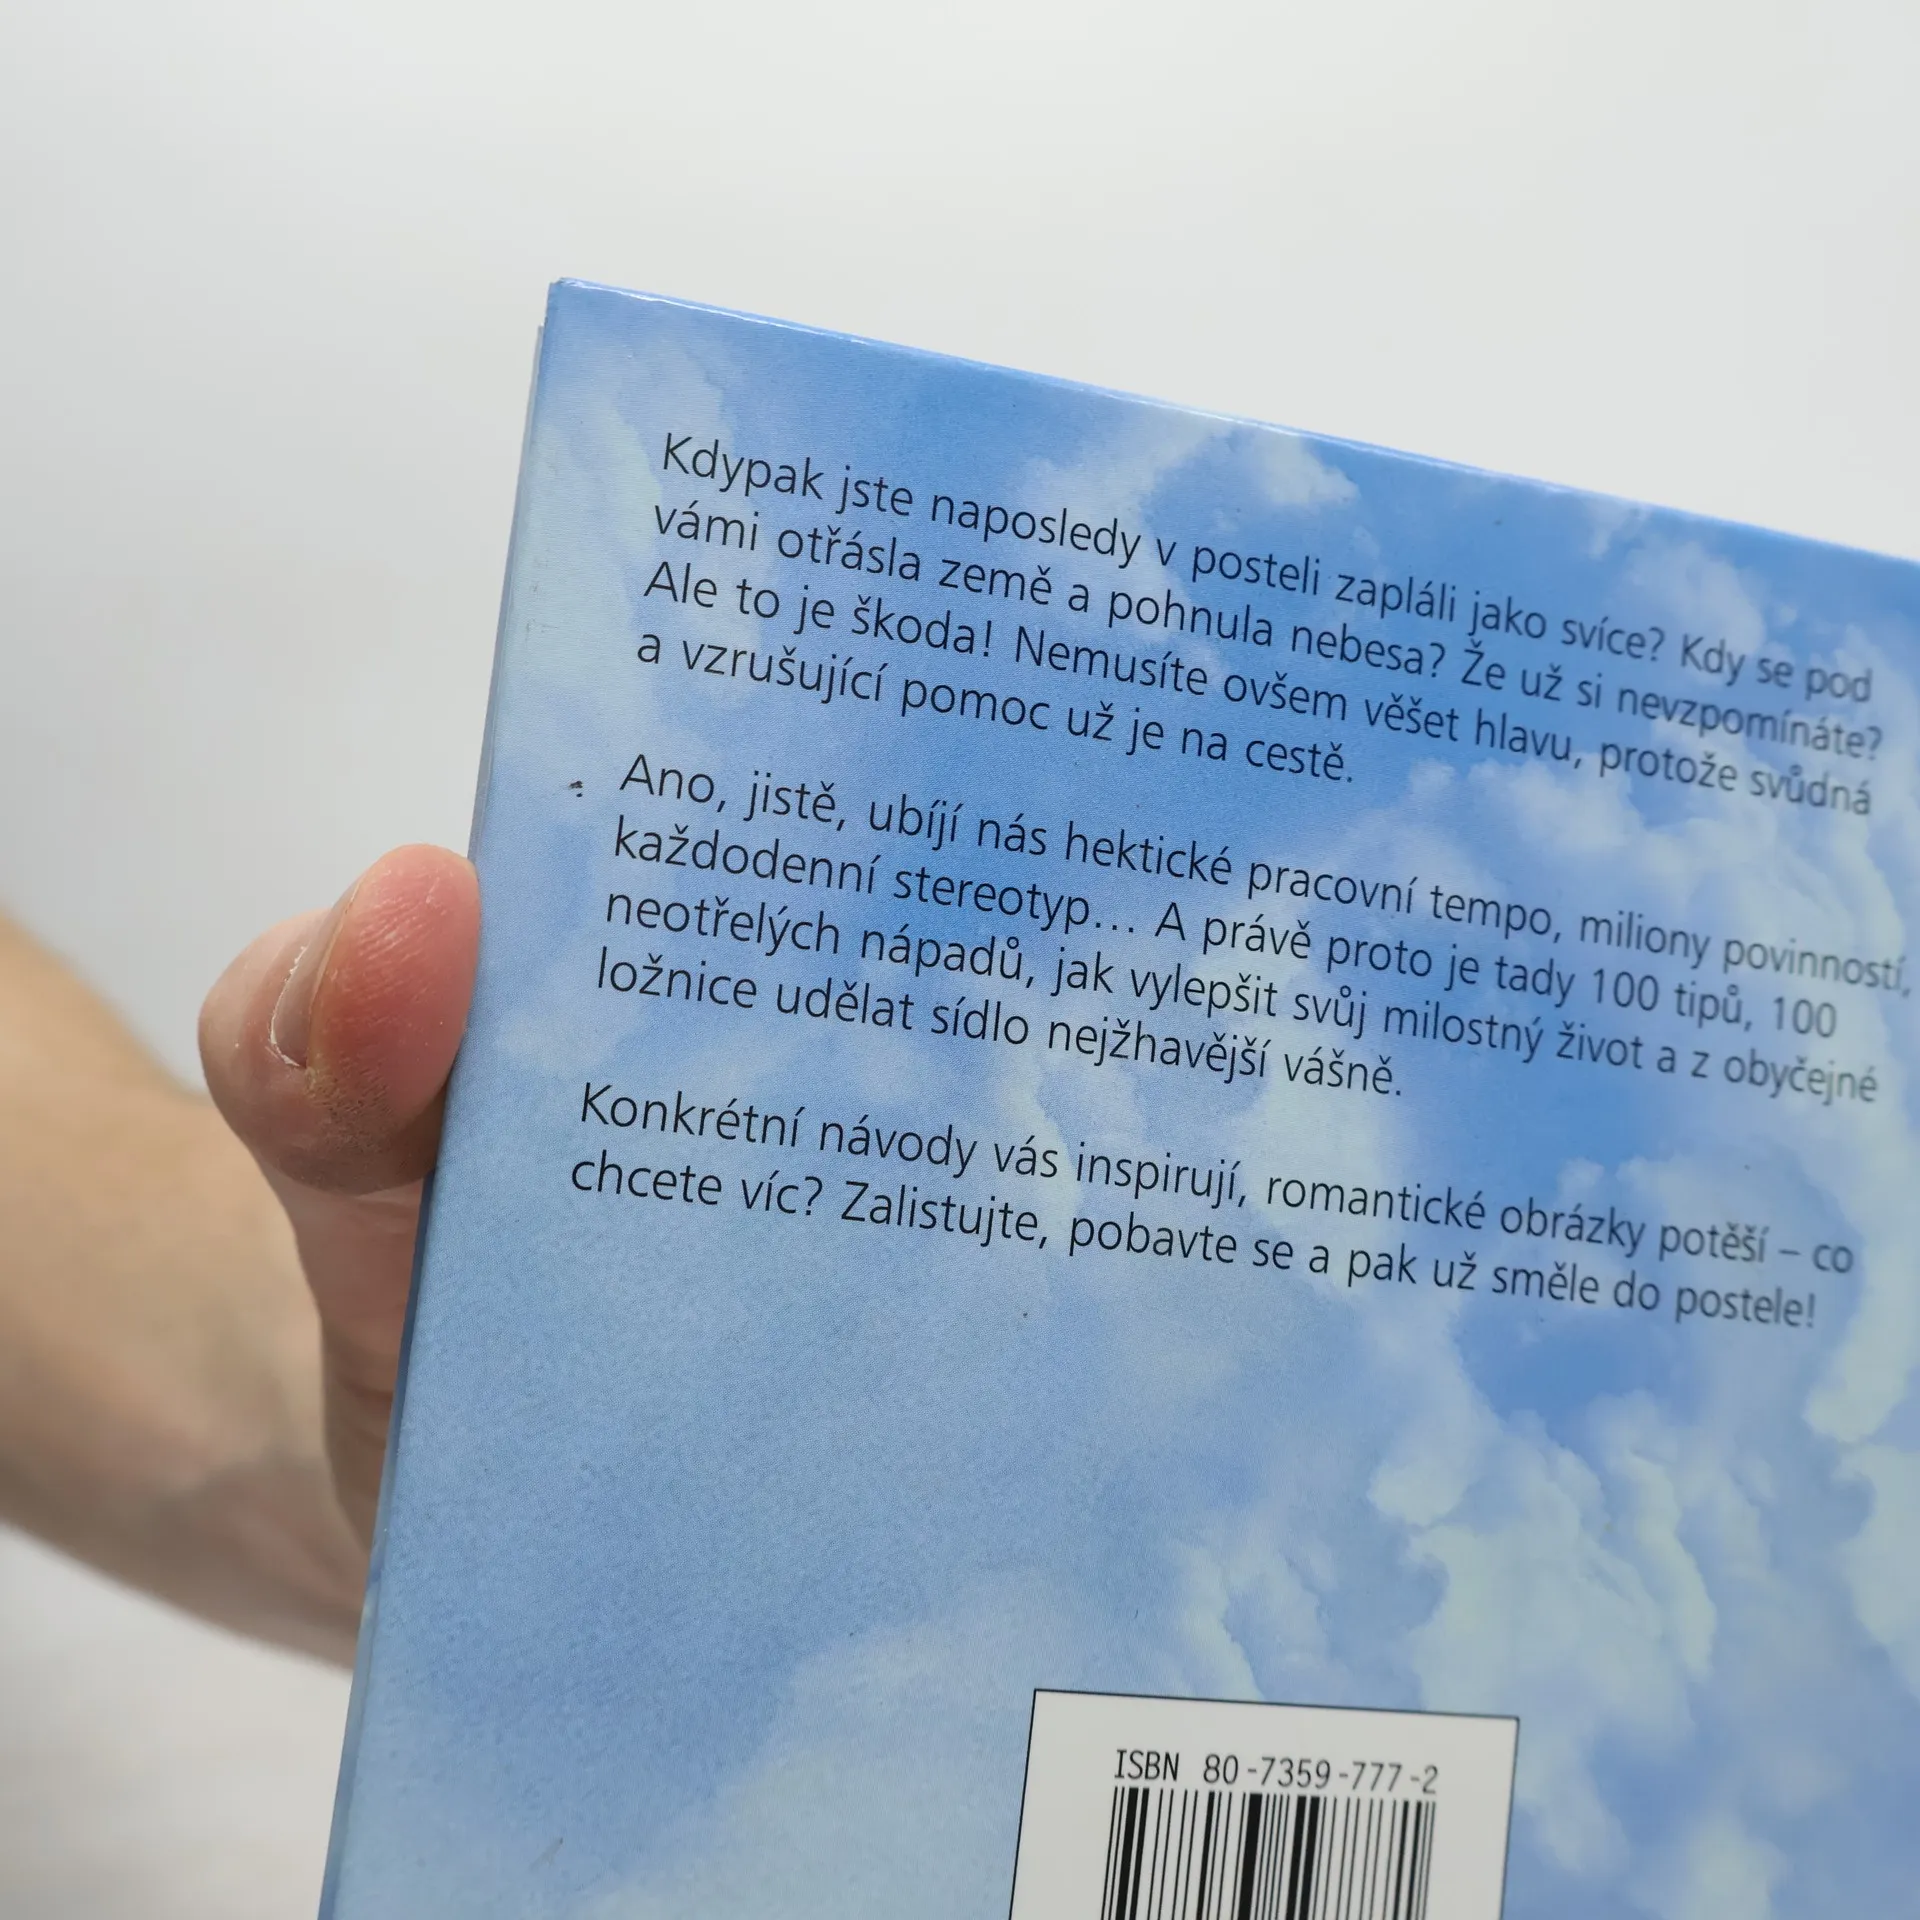 Kdypak jste naposledy v posteli zapláli jako svíce? Kdy se pod
vámi otřásla země a pohnula nebesa? Že už si nevzpomínáte?
Ale to je škoda! Nemusíte ovšem věšet hlavu, protože svůdná
a vzrušující pomoc už je na cestě.
Ano, jistě, ubíjí nás hektické pracovní tempo, miliony povinností,
každodenní stereotyp... A právě proto je tady 100 tipů, 100
neotřelých nápadů, jak vylepšit svůj milostný život a z obyčejné
ložnice udělat sídlo nejžhavější vášně.
Konkrétní návody vás inspirují, romantické obrázky potěší – co
chcete víc? Zalistujte, pobavte se a pak už směle do postele!
ISBN 80-7359-777-2